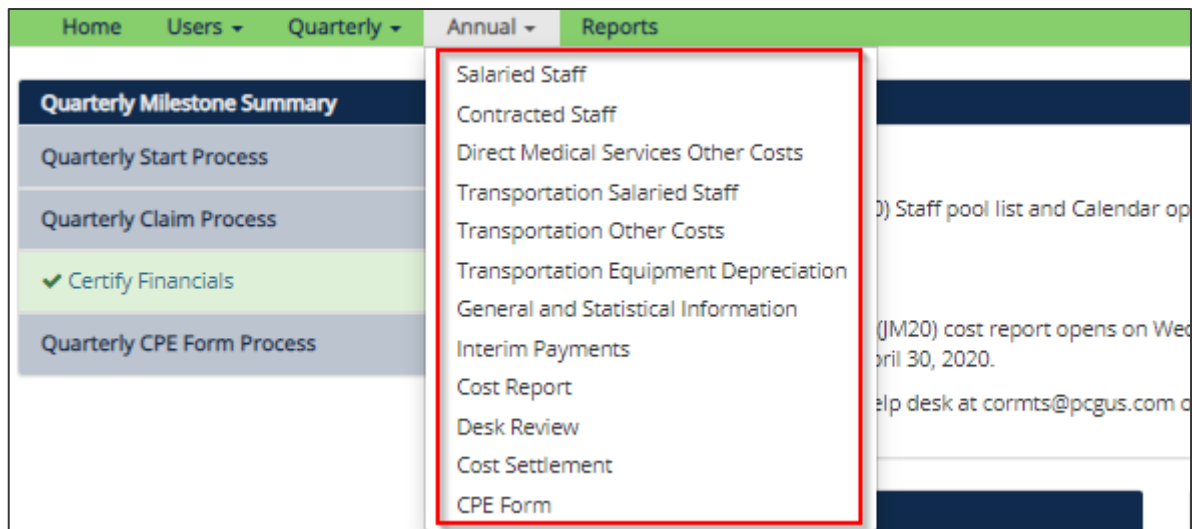 Home Users Quarterly Annual Reports
Quarterly Milestone Summary
Quarterly Start Process
Quarterly Claim Process
Certify Financials
Quarterly CPE Form Process
Salaried Staff
Contracted Staff
Direct Medical Services Other Costs
Transportation Salaried Staff
Transportation Other Costs
Transportation Equipment Depreciation
General and Statistical Information
Interim Payments
Cost Report
Desk Review
Cost Settlement
CPE Form
) Staff pool list and Calendar op
(JM20) cost report opens on Wed
ril 30, 2020.
elp desk at cormts@pcgus.com o